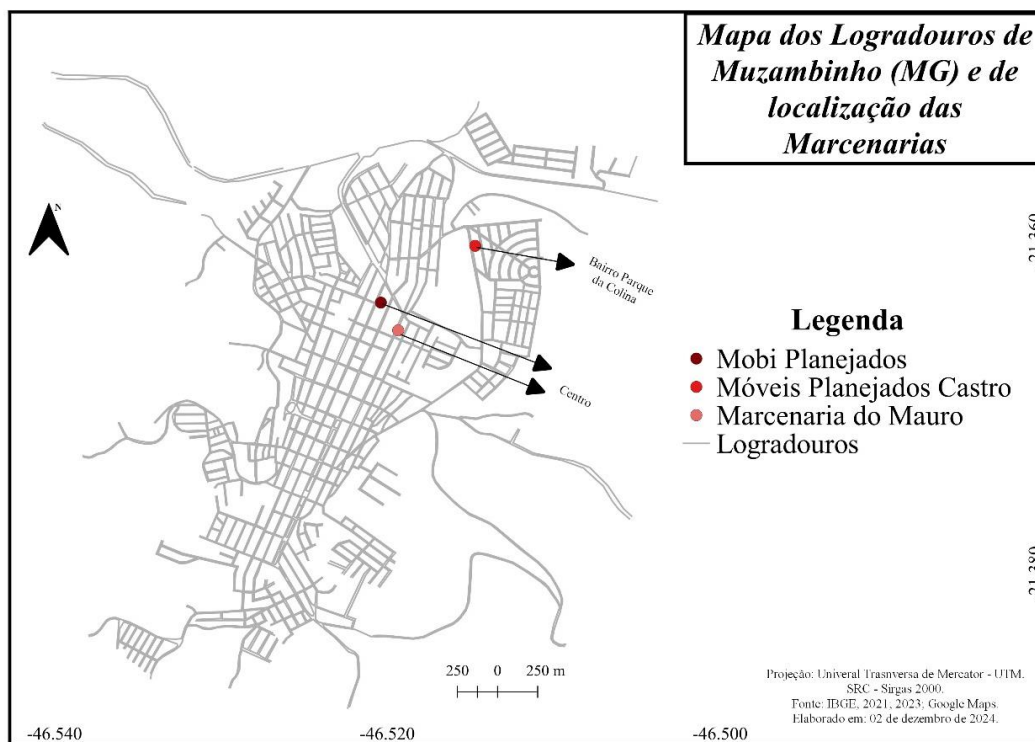 Mapa dos Logradouros de
Muzambinho (MG) e de
localização das
Marcenarias
N
Bairro Parque
da Colina
Centro
Legenda
Mobi Planejados
Móveis Planejados Castro
Marcenaria do Mauro
Logradouros
250 0 250 m
Projeção: Univeral Trasnversa de Mercator - UTM.
SRC - Sirgas 2000.
Fonte: IBGE, 2021, 2023; Google Maps.
Elaborado em: 02 de dezembro de 2024.
-46.540 -46.520 -46.500